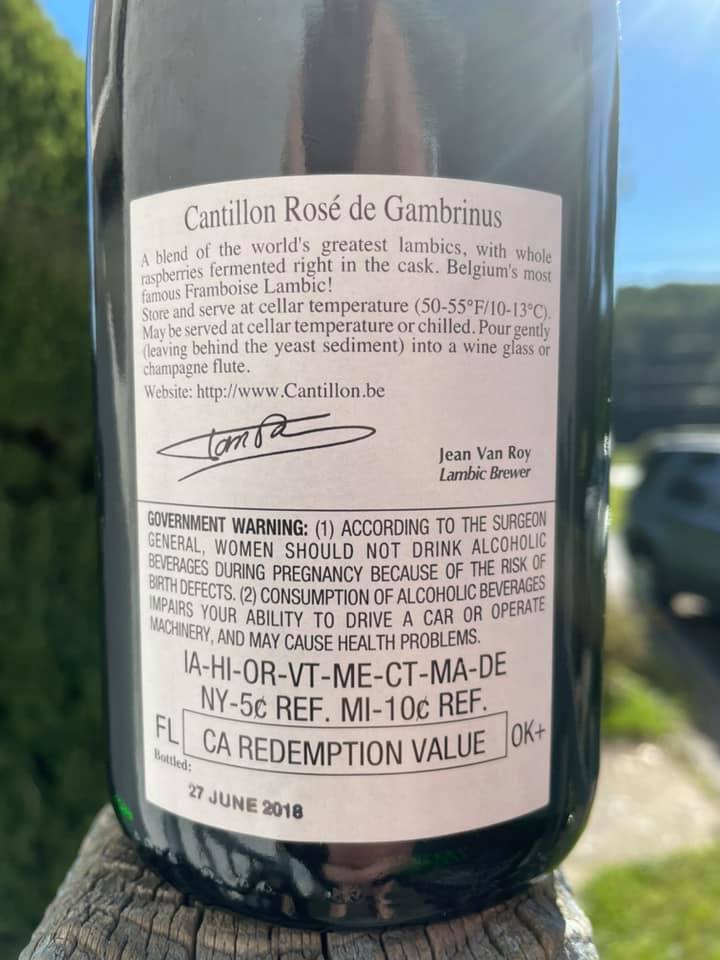 Cantillon Rosé de Gambrinus
A blend of the world's greatest lambics, with whole
raspberries fermented right in the cask. Belgium's most
famous Framboise Lambic!
Store and serve at cellar temperature (50-55°F/10-13°C).
May be served at cellar temperature or chilled. Pour gently
(leaving behind the yeast sediment) into a wine glass or
champagne flute.
Website: http://www.Cantillon.be
Jean Van Roy
Lambic Brewer
GOVERNMENT WARNING: (1) ACCORDING TO THE SURGEON
GENERAL, WOMEN SHOULD NOT DRINK ALCOHOLIC
BEVERAGES DURING PREGNANCY BECAUSE OF THE RISK OF
BIRTH DEFECTS. (2) CONSUMPTION OF ALCOHOLIC BEVERAGES
IMPAIRS YOUR ABILITY TO DRIVE A CAR OR OPERATE
MACHINERY, AND MAY CAUSE HEALTH PROBLEMS.
IA-HI-OR-VT-ME-CT-MA-DE
NY-5¢ REF. MI-10¢ REF.
FL CA REDEMPTION VALUE OK+
Bottled:
27 JUNE 2018